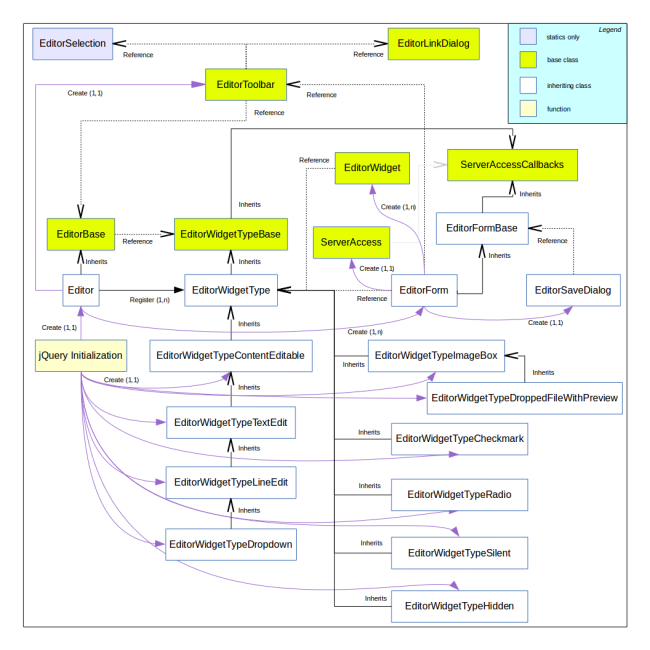 Legend
EditorSelection
EditorLinkDialog
statics only
Reference
Reference
base class
EditorToolbar
Reference
inheriting class
Create (1,1)
Reference
function
Reference
EditorWidget
ServerAccessCallbacks
Inherits
Inherits
Create (1,n)
EditorBase
Reference
EditorWidgetTypeBase
ServerAccess
EditorFormBase
Reference
Inherits
Inherits
Inherits
Create (1,1)
Editor
Register (1,n)
EditorWidgetType
Reference
EditorForm
EditorSaveDialog
Create (1,1)
Inherits
Create (1,n)
Create (1,1)
jQuery Initialization
EditorWidgetTypeContentEditable
Inherits
EditorWidgetTypeImageBox
Create (1,1)
Inherits
Inherits
EditorWidgetTypeDroppedFileWithPreview
EditorWidgetTypeTextEdit
EditorWidgetTypeCheckmark
Inherits
Inherits
EditorWidgetTypeLineEdit
Inherits
EditorWidgetTypeRadio
Inherits
EditorWidgetTypeDropdown
Inherits
EditorWidgetTypeSilent
Inherits
EditorWidgetTypeHidden